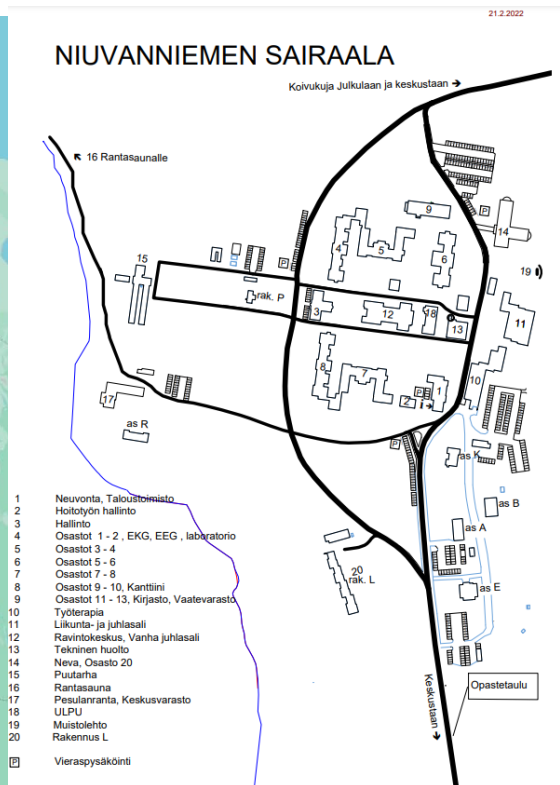 21.2.2022
NIUVANNIEMEN SAIRAALA
Koivukuja Julkulaan ja keskustaan →
↖ 16 Rantasaunalle
9
P
14
4
5
6
15
P
19
rak. P
3
12
18
13
11
8
7
10
P
1
17
2
i→
as R
P
as K
as B
as A
20
rak. L
as E
1 Neuvonta, Taloustoimisto
2 Hoitotyön hallinto
3 Hallinto
4 Osastot 1 - 2 , EKG, EEG , laboratorio
5 Osastot 3 - 4
6 Osastot 5 - 6
7 Osastot 7 - 8
8 Osastot 9 - 10, Kanttiini
9 Osastot 11 - 13, Kirjasto, Vaatevarasto
10 Työterapia
11 Liikunta- ja juhlasali
12 Ravintokeskus, Vanha juhlasali
13 Tekninen huolto
14 Neva, Osasto 20
15 Puutarha
16 Rantasauna
17 Pesulanranta, Keskusvarasto
18 ULPU
19 Muistolehto
20 Rakennus L
P Vieraspysäköinti
Keskustaan →
Opastetaulu